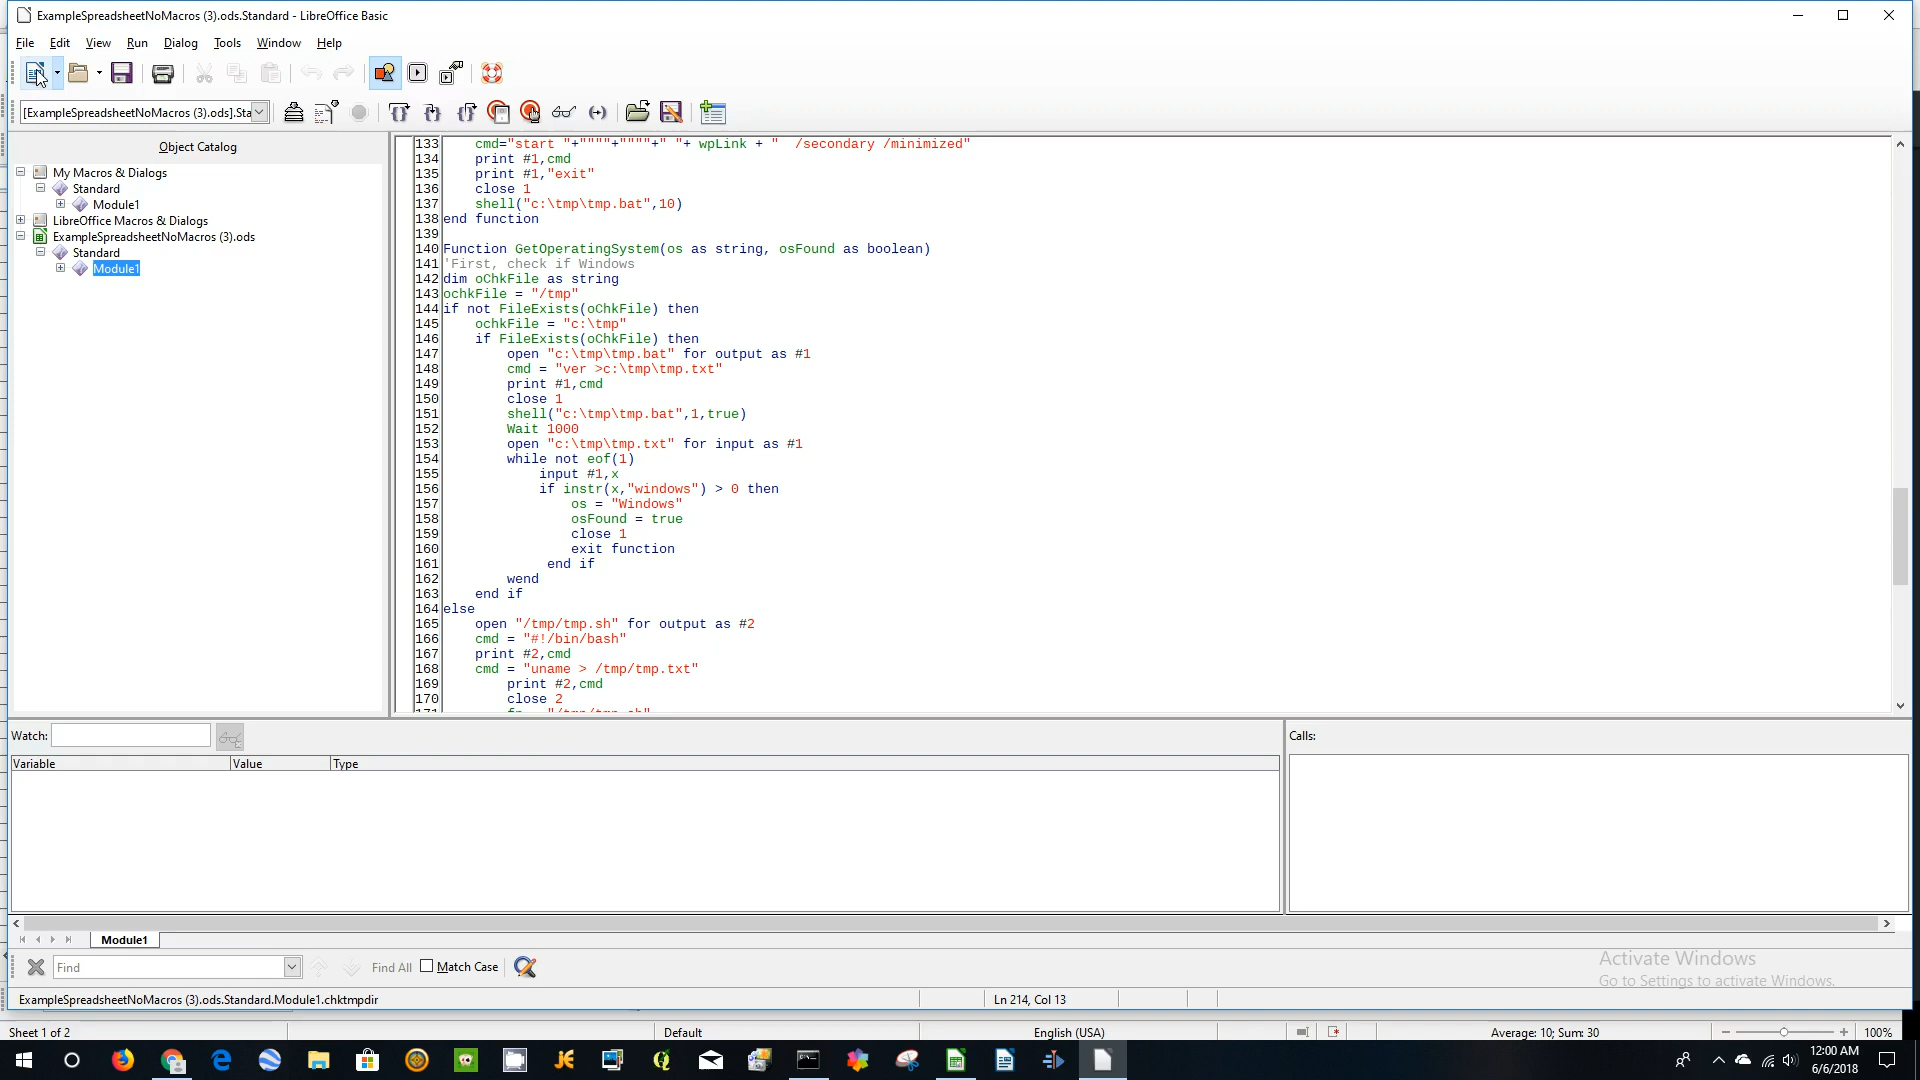 ExampleSpreadsheetNoMacros (3).ods.Standard - LibreOffice Basic
File Edit View Run Dialog Tools Window Help
[ExampleSpreadsheetNoMacros (3).ods].Sta
Object Catalog
My Macros & Dialogs
Standard
Module1
LibreOffice Macros & Dialogs
ExampleSpreadsheetNoMacros (3).ods
Standard
Module1
133 cmd="start "+""""+""""+" "+ wpLink + "  /secondary /minimized"
134 print #1,cmd
135 print #1,"exit"
136 close 1
137 shell("c:\tmp\tmp.bat",10)
138 end function
139
140 Function GetOperatingSystem(os as string, osFound as boolean)
141 'First, check if Windows
142 dim oChkFile as string
143 ochkFile = "/tmp"
144 if not FileExists(oChkFile) then
145 ochkFile = "c:\tmp"
146 if FileExists(oChkFile) then
147 open "c:\tmp\tmp.bat" for output as #1
148 cmd = "ver >c:\tmp\tmp.txt"
149 print #1,cmd
150 close 1
151 shell("c:\tmp\tmp.bat",1,true)
152 Wait 1000
153 open "c:\tmp\tmp.txt" for input as #1
154 while not eof(1)
155 input #1,x
156 if instr(x,"windows") > 0 then
157 os = "Windows"
158 osFound = true
159 close 1
160 exit function
161 end if
162 wend
163 end if
164 else
165 open "/tmp/tmp.sh" for output as #2
166 cmd = "#!/bin/bash"
167 print #2,cmd
168 cmd = "uname > /tmp/tmp.txt"
169 print #2,cmd
170 close 2
Watch:
Calls:
Variable Value Type
Module1
Find Find All Match Case
Activate Windows
Go to Settings to activate Windows.
ExampleSpreadsheetNoMacros (3).ods.Standard.Module1.chktmpdir Ln 214, Col 13
Sheet 1 of 2 Default English (USA) Average: 10; Sum: 30 100%
12:00 AM
6/6/2018